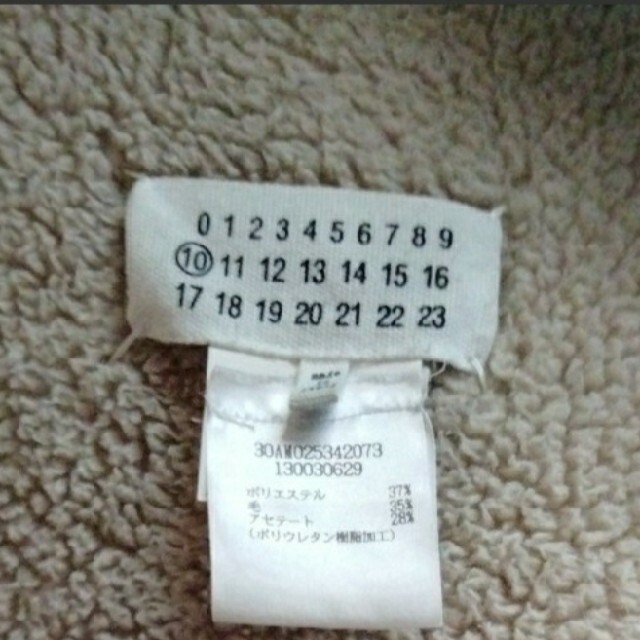 0 1 2 3 4 5 6 7 8 9
10 11 12 13 14 15 16
17 18 19 20 21 22 23
30AM025342073
130030629
ポリエステル 37%
毛 35%
アセテート 28%
(ポリウレタン樹脂加工)